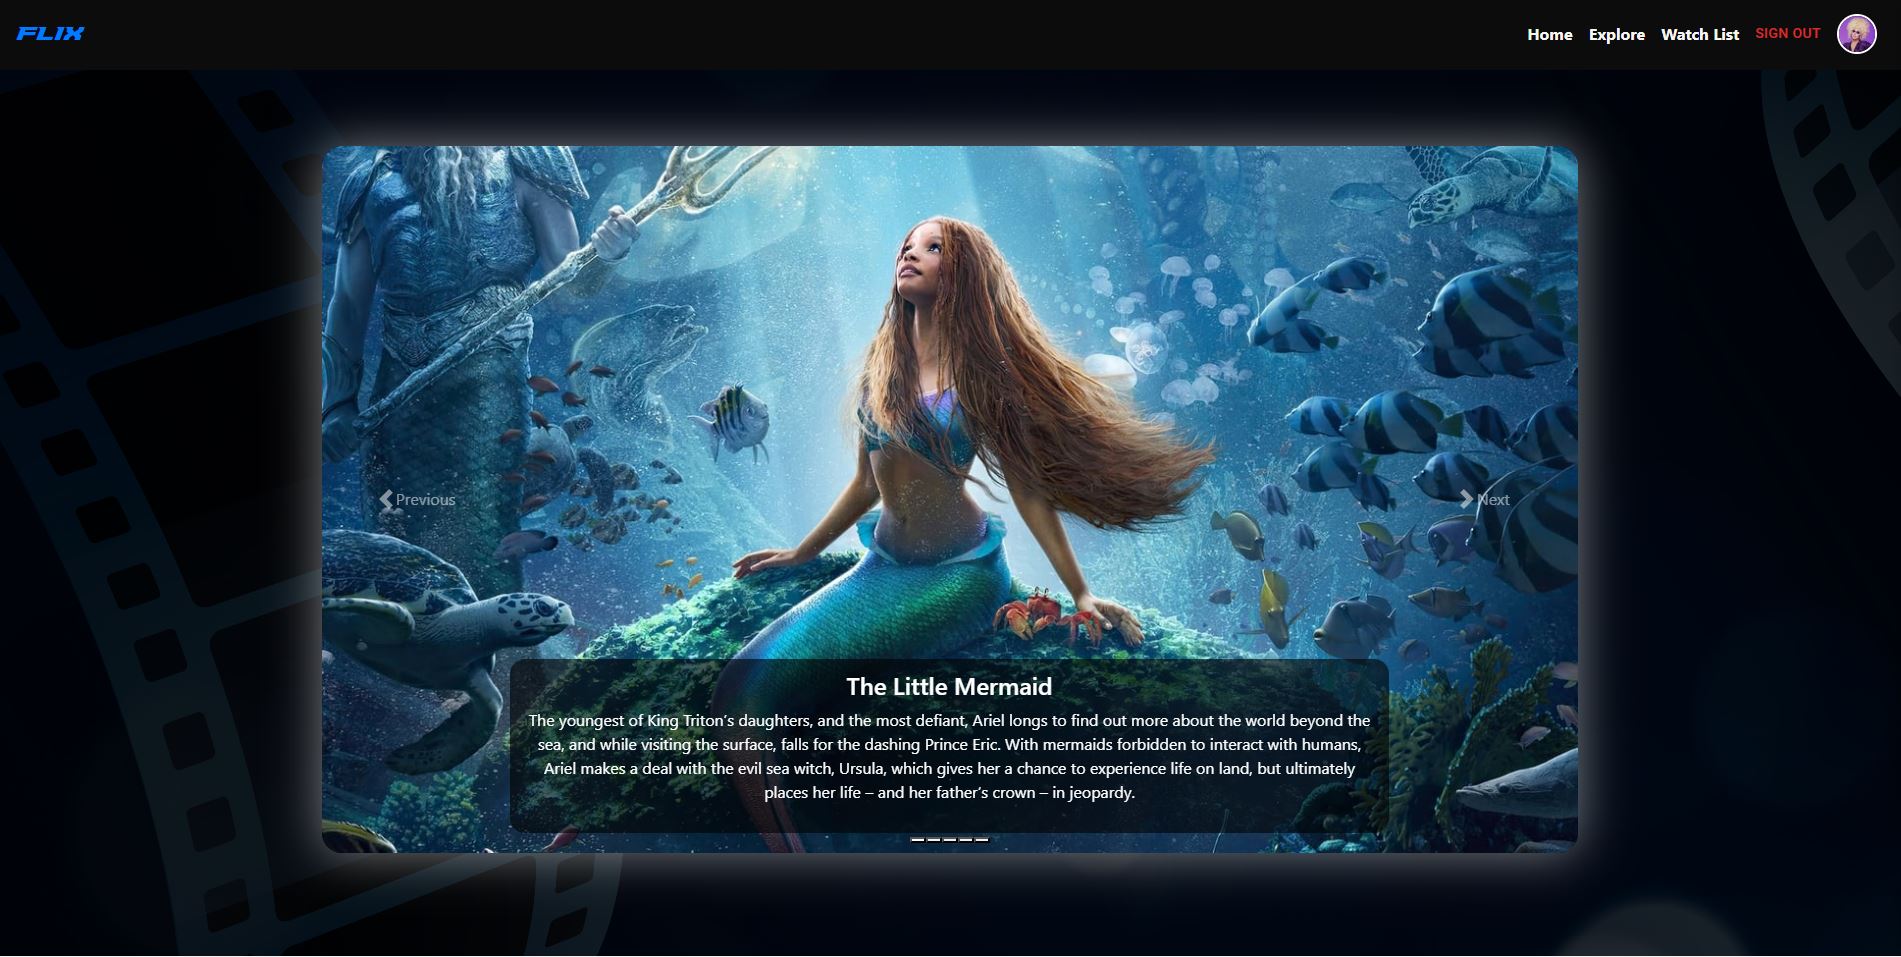 FLIX
Home Explore Watch List SIGN OUT
Previous
Next
The Little Mermaid
The youngest of King Triton’s daughters, and the most defiant, Ariel longs to find out more about the world beyond the
sea, and while visiting the surface, falls for the dashing Prince Eric. With mermaids forbidden to interact with humans,
Ariel makes a deal with the evil sea witch, Ursula, which gives her a chance to experience life on land, but ultimately
places her life – and her father’s crown – in jeopardy.